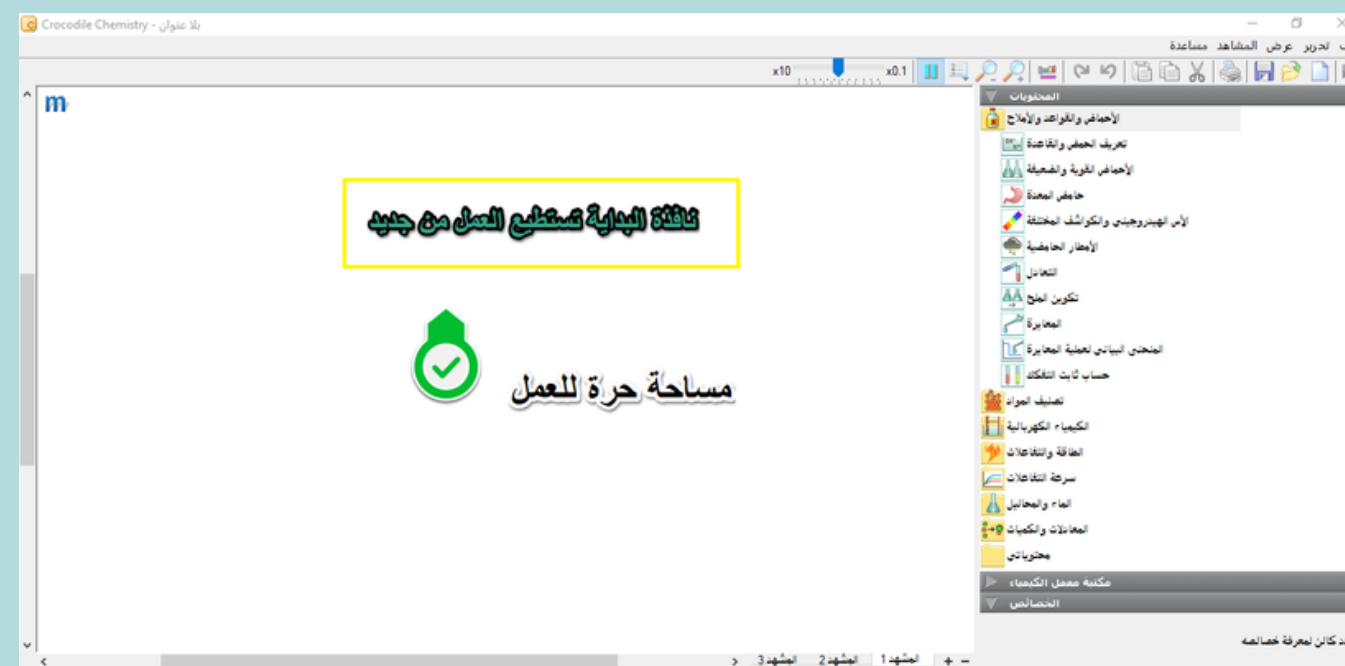 Crocodile Chemistry - بلا عنوان
تحرير عرض المشاهد مساعدة
x10
x0.1
m
المحتويات
الأحماض والقواعد والأملاح
تعريف الحمض والقاعدة
الأحماض القوية والضعيفة
حامض المعدة
الأس الهيدروجيني والكواشف المختلفة
الأمطار الحامضية
التعادل
تكوين الملح
المعايرة
المنحنى البياني لعملية المعايرة
حساب ثابت التفكك
تصنيف المواد
الكيمياء الكهربائية
الطاقة والتفاعلات
سرعة التفاعلات
الماء والمحاليل
المعادلات والكميات
محتوياتي
مكتبة معمل الكيمياء
الخصائص
كائن لمعرفة خصائصه
نافذة البداية تستطيع العمل من جديد
مساحة حرة للعمل
المشهد 1 المشهد 2 المشهد 3